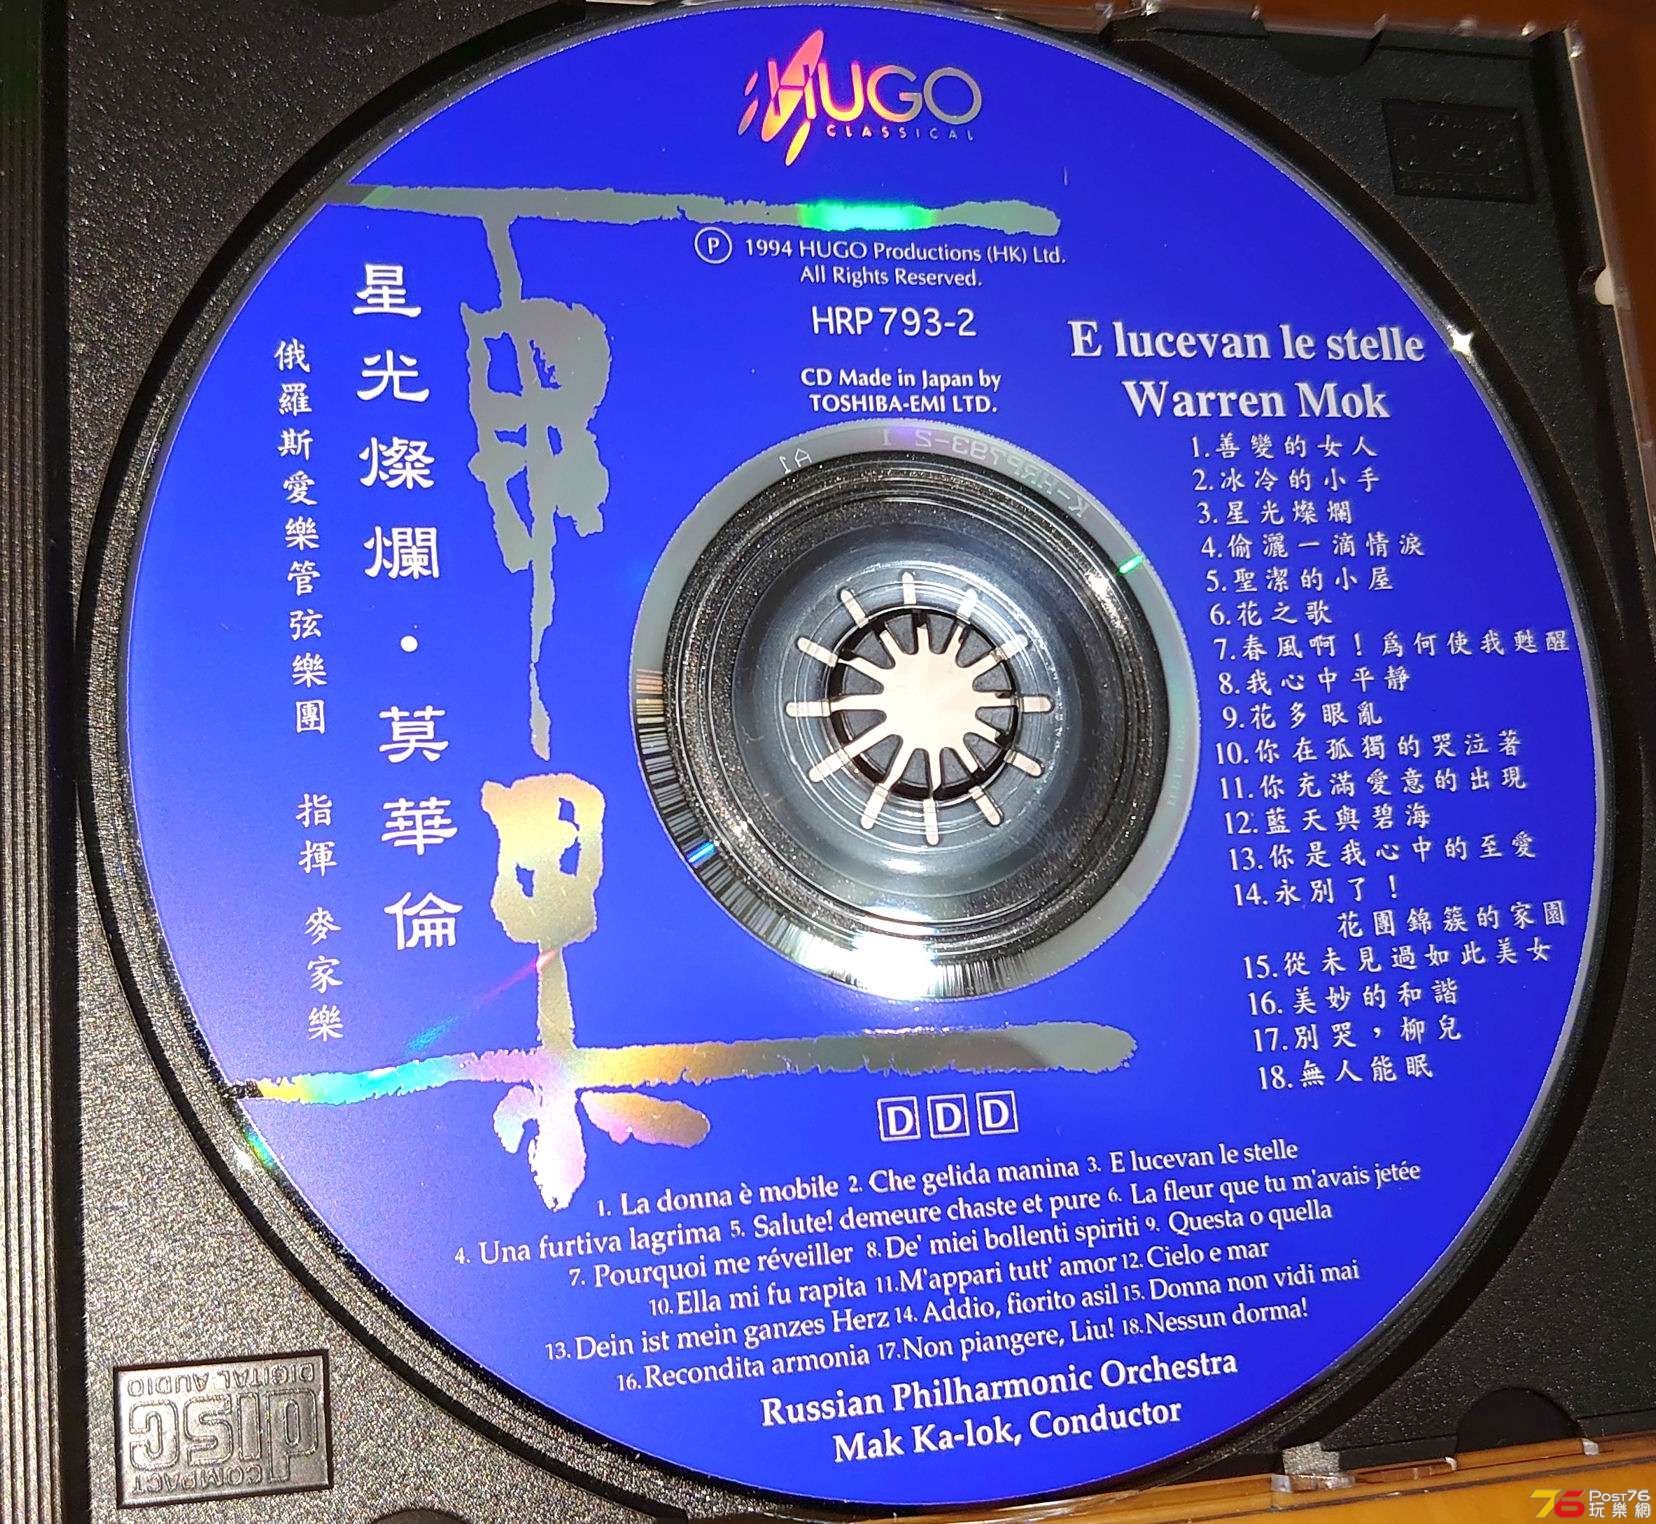 HUGO
CLASSICAL
Ⓟ 1994 HUGO Productions (HK) Ltd.
All Rights Reserved.
HRP 793-2
CD Made in Japan by
TOSHIBA-EMI LTD.
星光燦爛·莫華倫
俄羅斯愛樂管弦樂團 指揮 麥家樂
E lucevan le stelle
Warren Mok
1.善變的女人
2.冰冷的小手
3.星光燦爛
4.偷灑一滴情淚
5.聖潔的小屋
6.花之歌
7.春風啊！為何使我甦醒
8.我心中平靜
9.花多眼亂
10.你在孤獨的哭泣著
11.你充滿愛意的出現
12.藍天與碧海
13.你是我心中的至愛
14.永別了！
花團錦簇的家園
15.從未見過如此美女
16.美妙的和諧
17.別哭，柳兒
18.無人能眠
DDD
1. La donna è mobile 2. Che gelida manina 3. E lucevan le stelle
4. Una furtiva lagrima 5. Salute! demeure chaste et pure 6. La fleur que tu m'avais jetée
7. Pourquoi me réveiller 8. De' miei bollenti spiriti 9. Questa o quella
10. Ella mi fu rapita 11. M'appari tutt' amor 12. Cielo e mar
13. Dein ist mein ganzes Herz 14. Addio, fiorito asil 15. Donna non vidi mai
16. Recondita armonia 17. Non piangere, Liu! 18. Nessun dorma!
Russian Philharmonic Orchestra
Mak Ka-lok, Conductor
COMPACT
disc
DIGITAL AUDIO
76 POST76
玩樂網